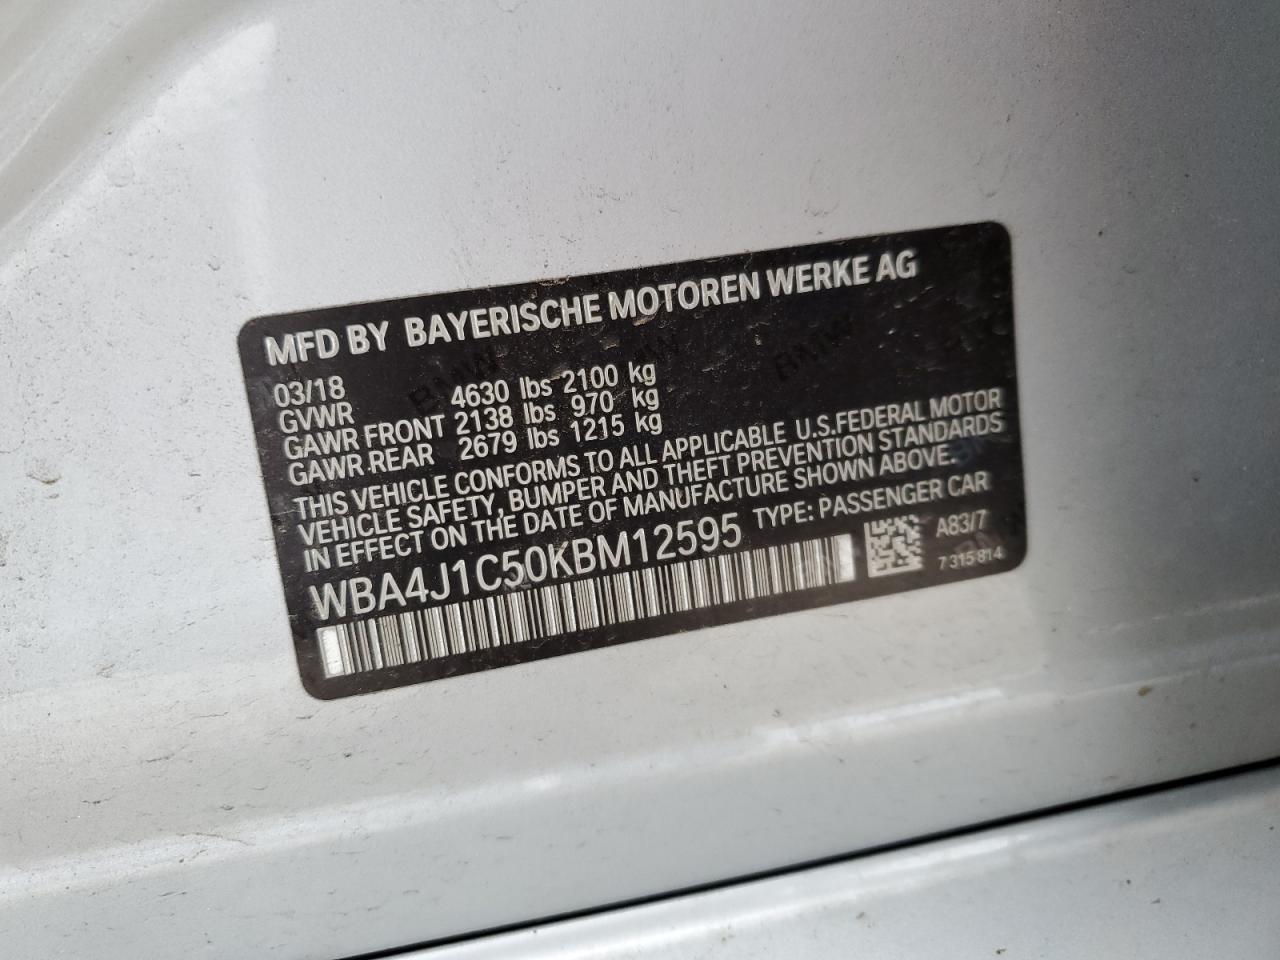 MFD BY BAYERISCHE MOTOREN WERKE AG
03/18
GVWR 4630 lbs 2100 kg
GAWR FRONT 2138 lbs 970 kg
GAWR REAR 2679 lbs 1215 kg
THIS VEHICLE CONFORMS TO ALL APPLICABLE U.S.FEDERAL MOTOR
VEHICLE SAFETY, BUMPER AND THEFT PREVENTION STANDARDS
IN EFFECT ON THE DATE OF MANUFACTURE SHOWN ABOVE.
WBA4J1C50KBM12595 TYPE: PASSENGER CAR
A83/7
7 315 814